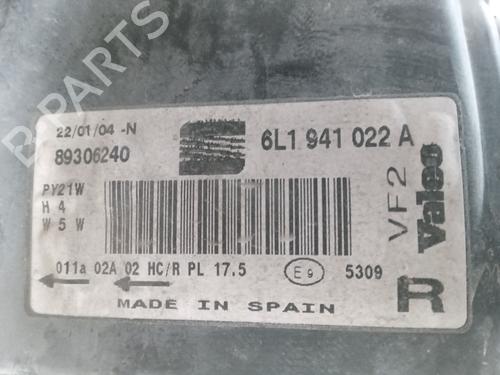 B-PARTS
22/01/04 -N
89306240
6L1 941 022 A
PY21W
H 4
W 5 W
VF2
Valeo
011a 02A 02 HC/R PL 17.5
E9
5309
R
MADE IN SPAIN